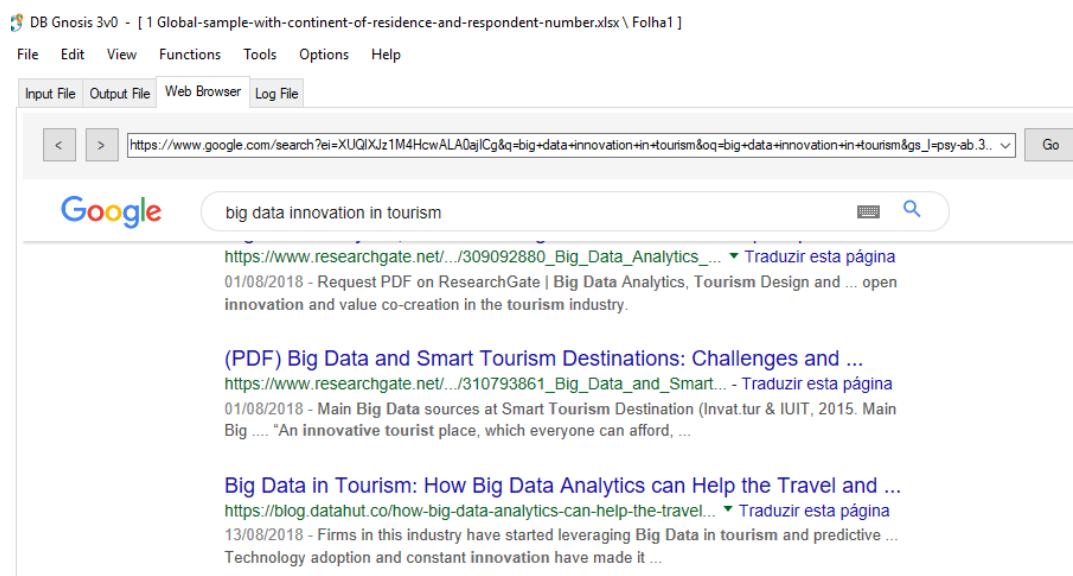 DB Gnosis 3v0 - [ 1 Global-sample-with-continent-of-residence-and-respondent-number.xlsx \ Folha1 ]
File Edit View Functions Tools Options Help
Input File Output File Web Browser Log File
< > https://www.google.com/search?ei=XUQIXJz1M4HcwALA0ajICg&q=big+data+innovation+in+tourism&oq=big+data+innovation+in+tourism&gs_l=psy-ab.3.. Go
Google big data innovation in tourism
https://www.researchgate.net/.../309092880_Big_Data_Analytics_... ▼ Traduzir esta página
01/08/2018 - Request PDF on ResearchGate | Big Data Analytics, Tourism Design and ... open
innovation and value co-creation in the tourism industry.
(PDF) Big Data and Smart Tourism Destinations: Challenges and ...
https://www.researchgate.net/.../310793861_Big_Data_and_Smart... - Traduzir esta página
01/08/2018 - Main Big Data sources at Smart Tourism Destination (Invat.tur & IUIT, 2015. Main
Big .... “An innovative tourist place, which everyone can afford, ...
Big Data in Tourism: How Big Data Analytics can Help the Travel and ...
https://blog.datahut.co/how-big-data-analytics-can-help-the-travel... ▼ Traduzir esta página
13/08/2018 - Firms in this industry have started leveraging Big Data in tourism and predictive ...
Technology adoption and constant innovation have made it ...